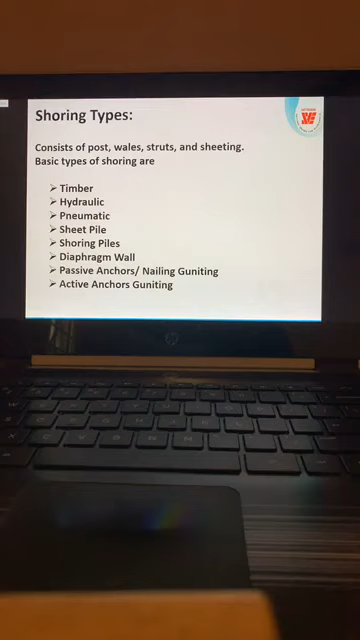 Shoring Types:
Consists of post, wales, struts, and sheeting.
Basic types of shoring are
➢ Timber
➢ Hydraulic
➢ Pneumatic
➢ Sheet Pile
➢ Shoring Piles
➢ Diaphragm Wall
➢ Passive Anchors/ Nailing Guniting
➢ Active Anchors Guniting